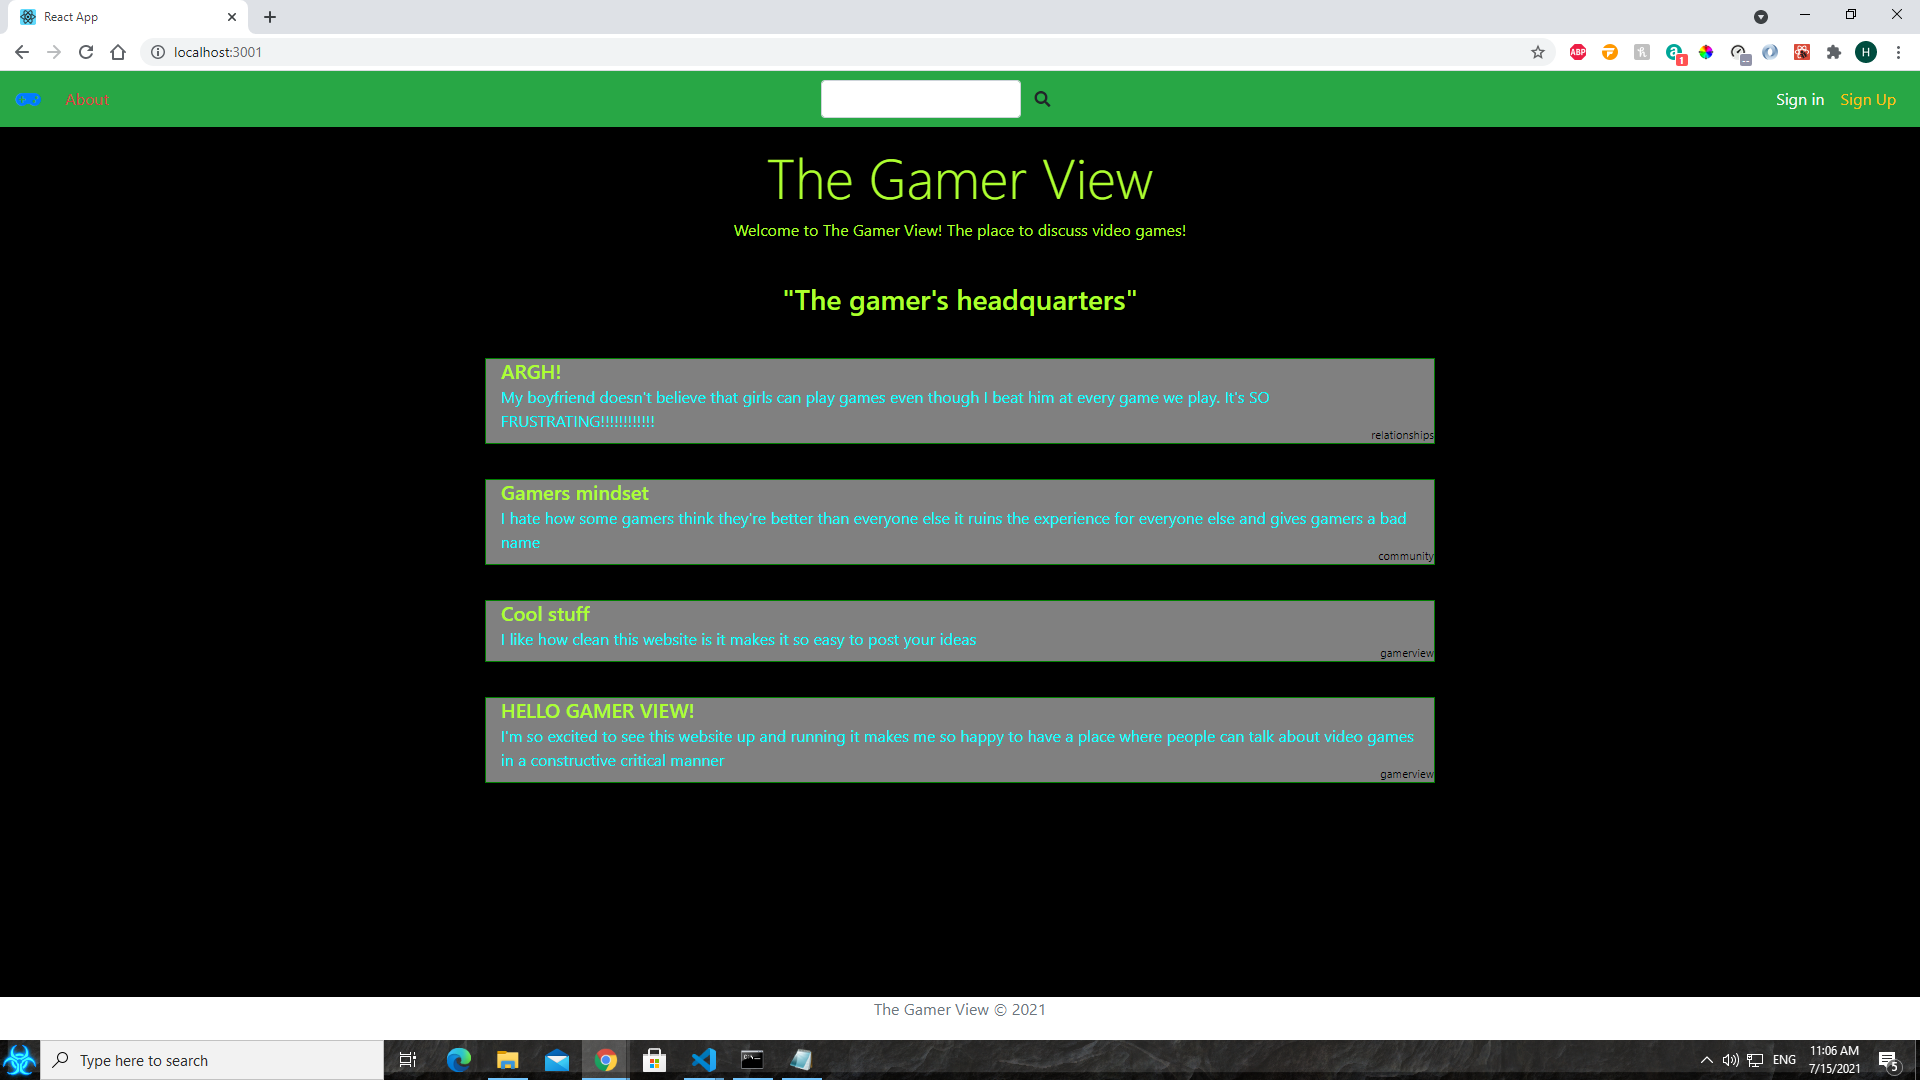 React App
localhost:3001
ABP
1
H
About
Sign in
Sign Up
The Gamer View
Welcome to The Gamer View! The place to discuss video games!
"The gamer's headquarters"
ARGH!
My boyfriend doesn't believe that girls can play games even though I beat him at every game we play. It's SO
FRUSTRATING!!!!!!!!!!!!
relationships
Gamers mindset
I hate how some gamers think they're better than everyone else it ruins the experience for everyone else and gives gamers a bad
name
community
Cool stuff
I like how clean this website is it makes it so easy to post your ideas
gamerview
HELLO GAMER VIEW!
I'm so excited to see this website up and running it makes me so happy to have a place where people can talk about video games
in a constructive critical manner
gamerview
The Gamer View © 2021
Type here to search
ENG
11:06 AM
7/15/2021
5